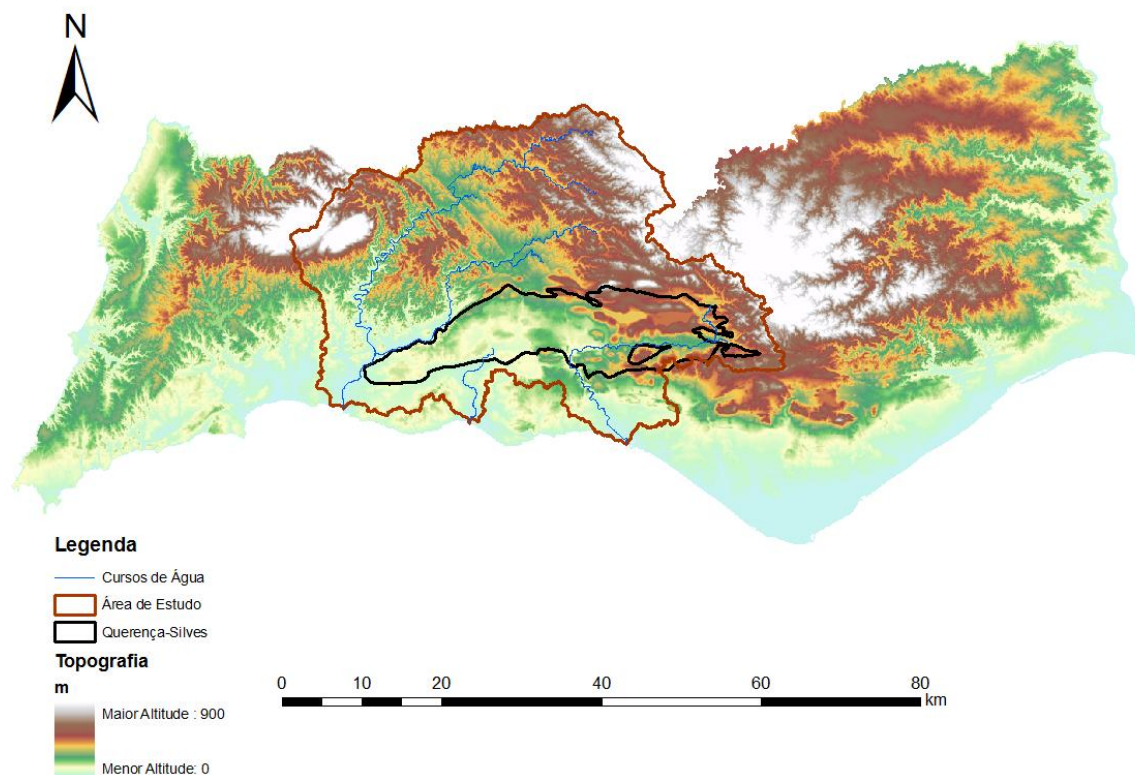 N
Legenda
Cursos de Água
Área de Estudo
Querença-Silves
Topografia
m
Maior Altitude : 900
Menor Altitude: 0
0 10 20 40 60 80
km